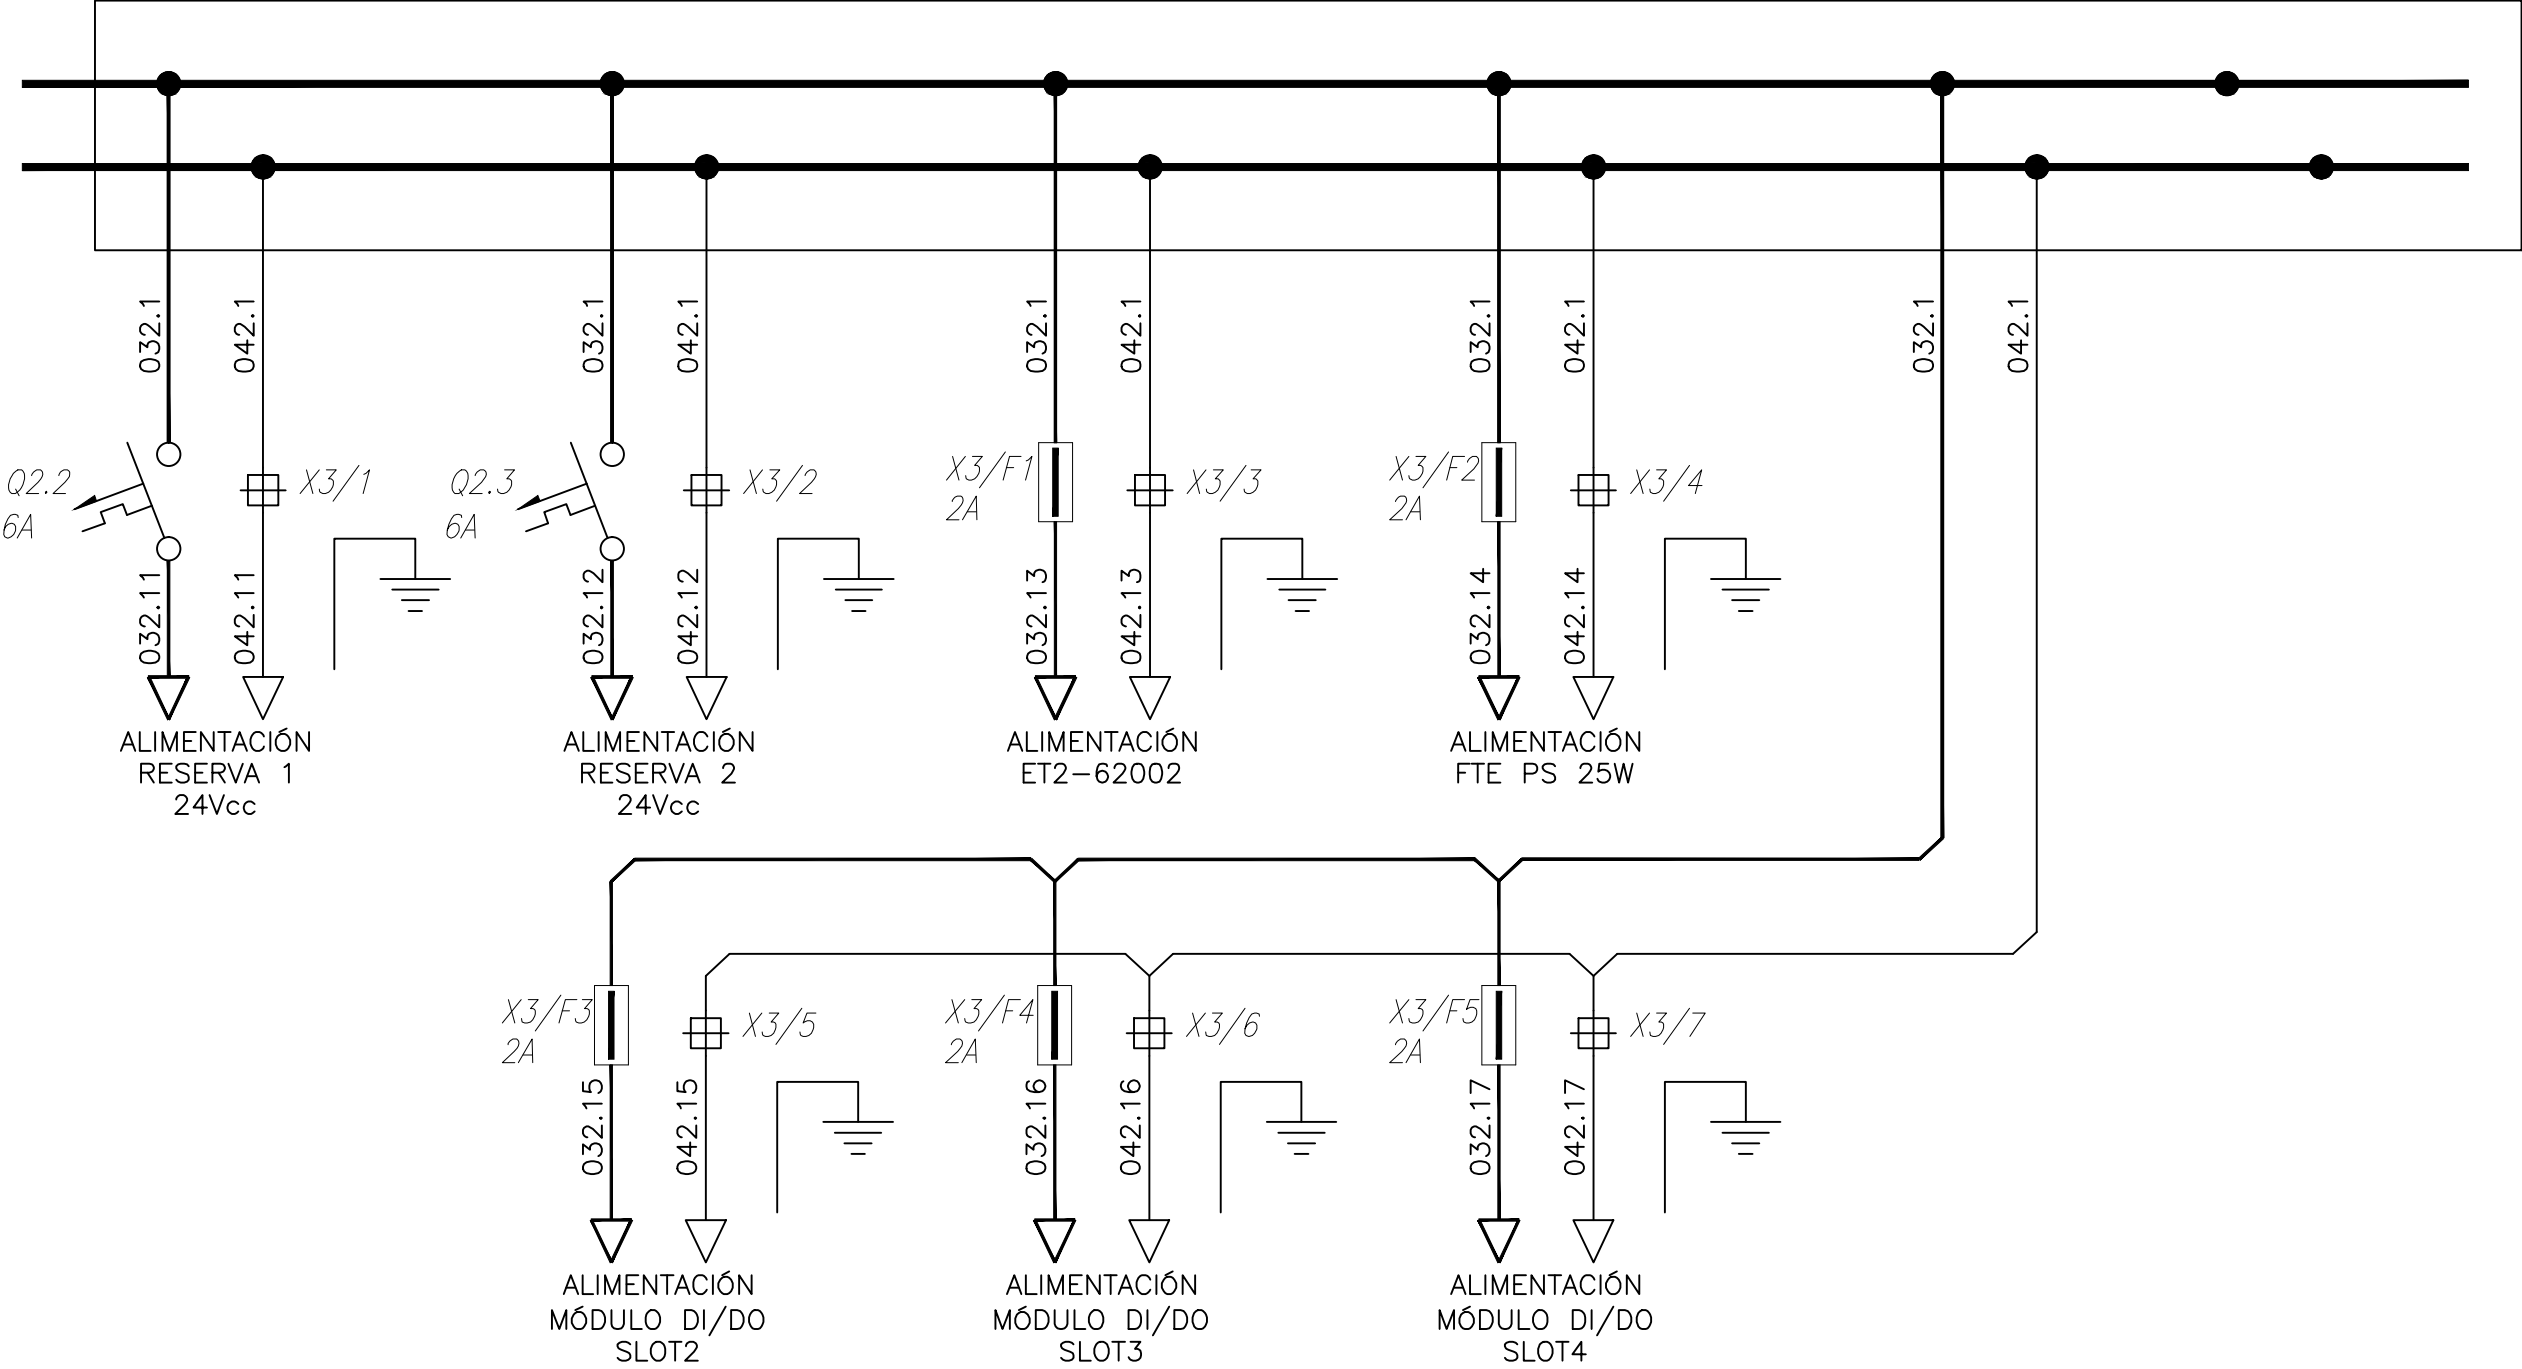 032.1
042.1
032.1
042.1
032.1
042.1
032.1
042.1
032.1
042.1
Q2.2
6A
X3/1
Q2.3
6A
X3/2
X3/F1
2A
X3/3
X3/F2
2A
X3/4
032.11
042.11
032.12
042.12
032.13
042.13
032.14
042.14
ALIMENTACIÓN
RESERVA 1
24Vcc
ALIMENTACIÓN
RESERVA 2
24Vcc
ALIMENTACIÓN
ET2-62002
ALIMENTACIÓN
FTE PS 25W
X3/F3
2A
X3/5
X3/F4
2A
X3/6
X3/F5
2A
X3/7
032.15
042.15
032.16
042.16
032.17
042.17
ALIMENTACIÓN
MÓDULO DI/DO
SLOT2
ALIMENTACIÓN
MÓDULO DI/DO
SLOT3
ALIMENTACIÓN
MÓDULO DI/DO
SLOT4